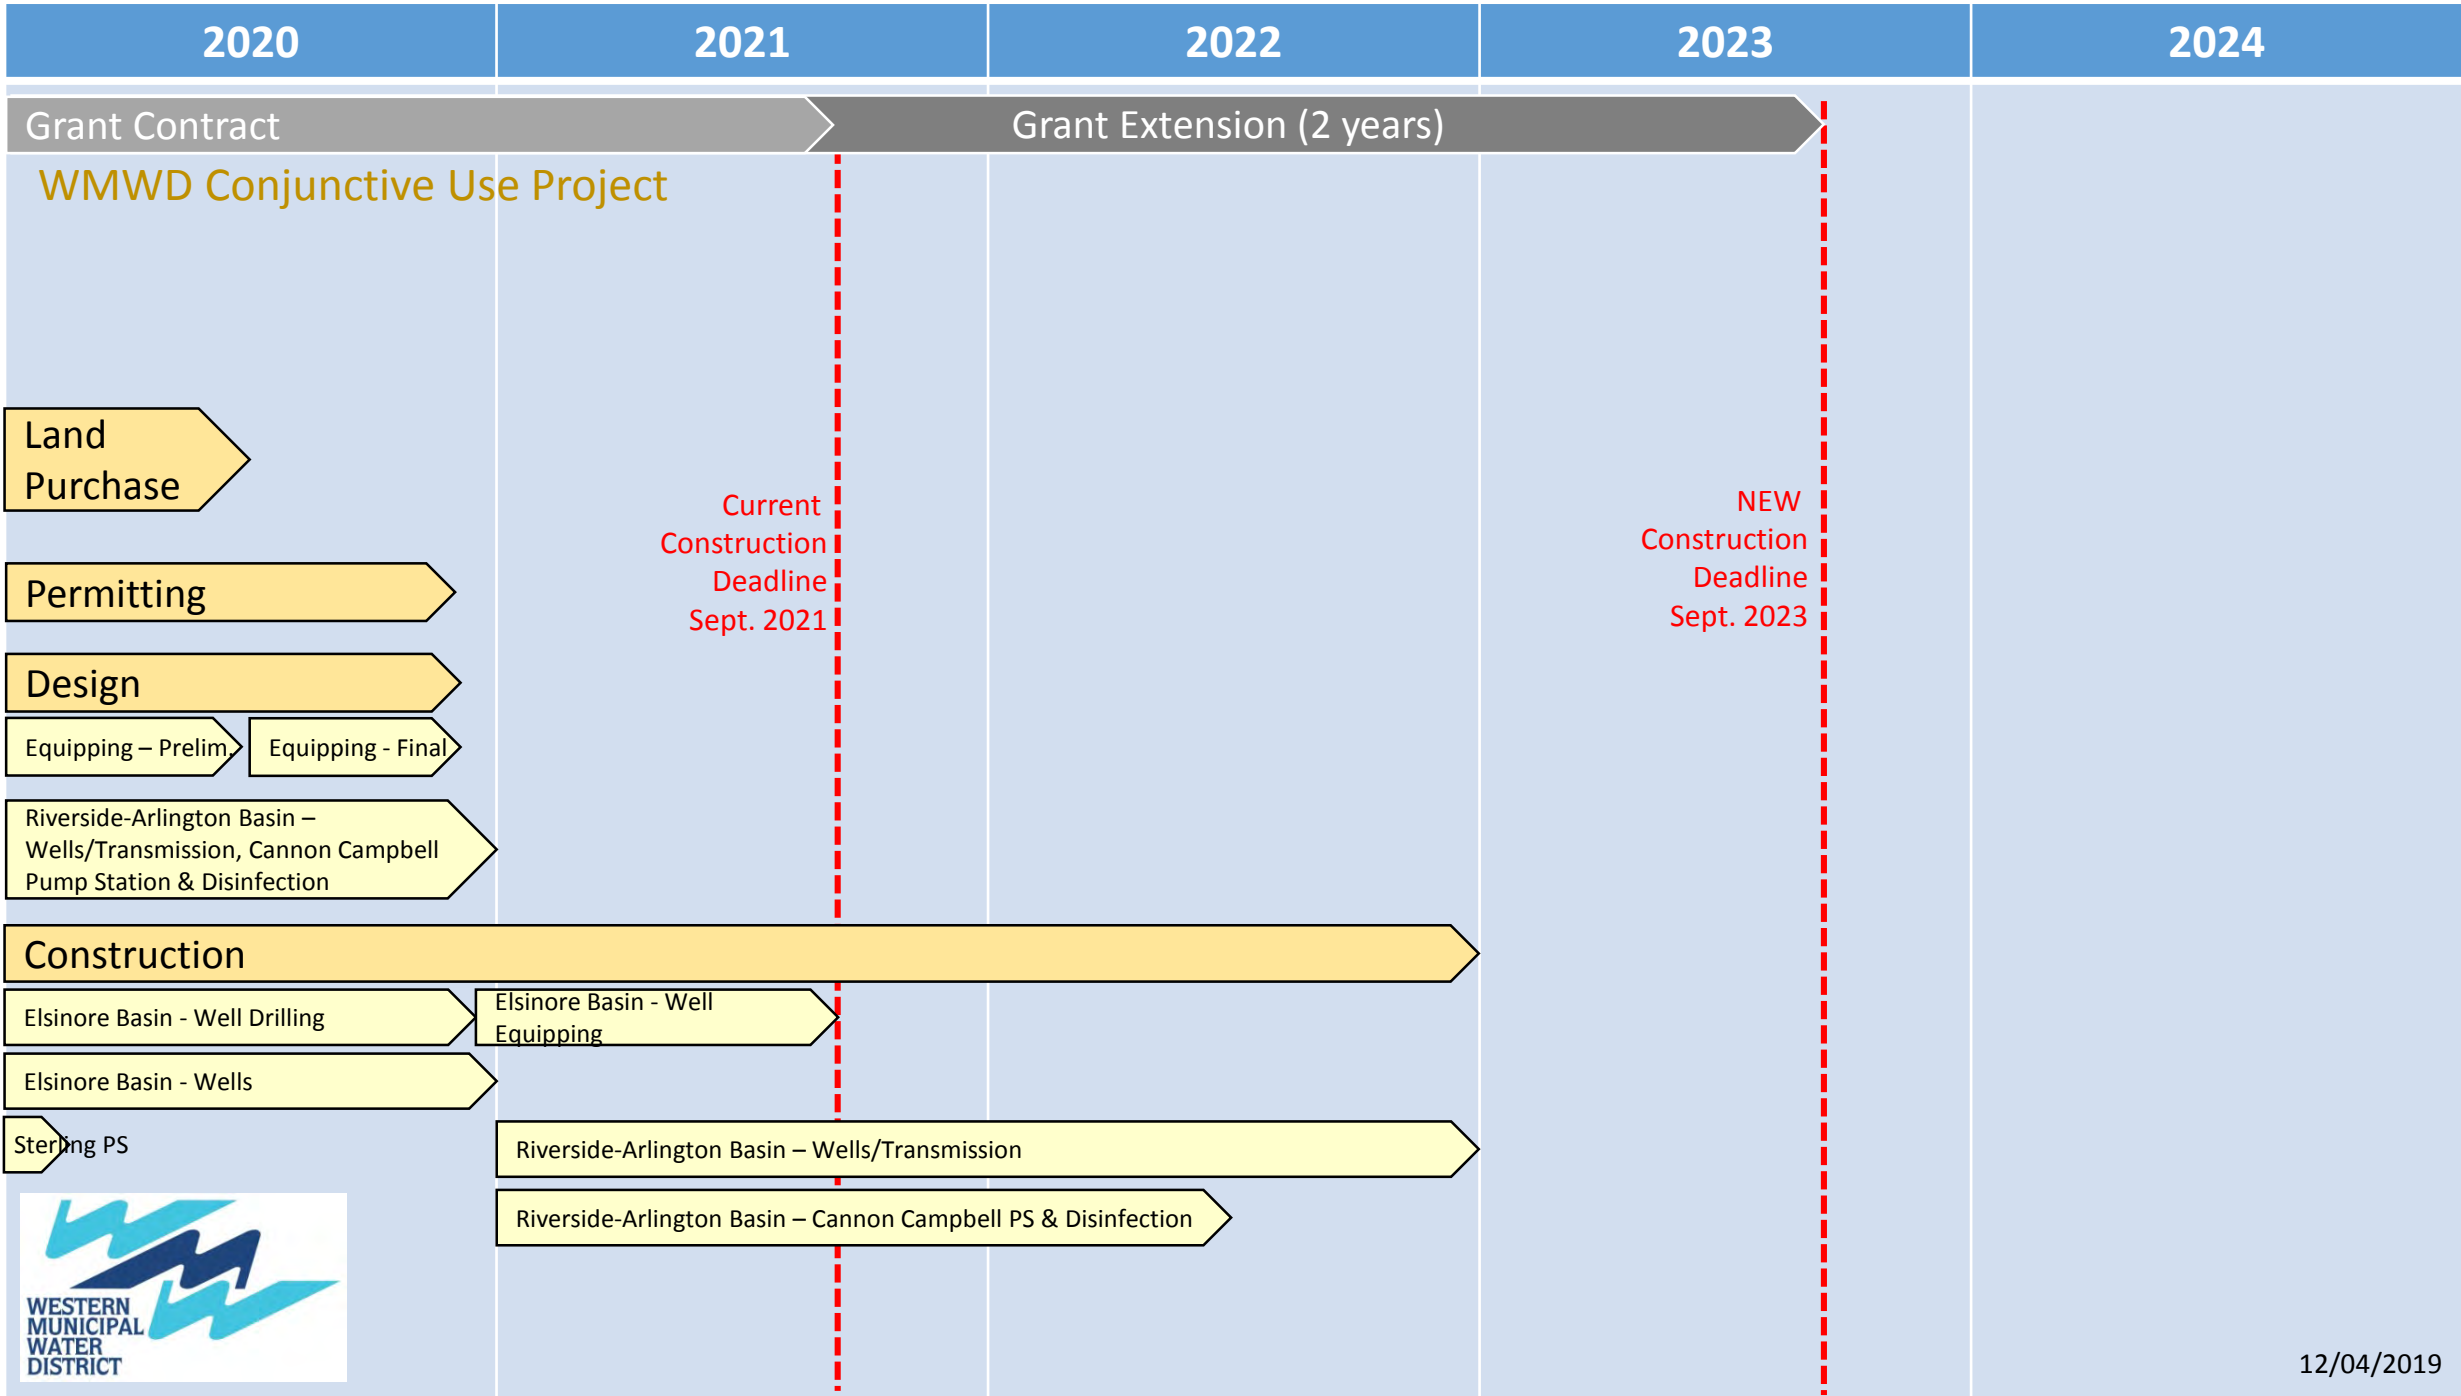 2020
2021
2022
2023
2024
Grant Contract
Grant Extension (2 years)
WMWD Conjunctive Use Project
Land
Purchase
Current
Construction
Deadline
Sept. 2021
NEW
Construction
Deadline
Sept. 2023
Permitting
Design
Equipping – Prelim.
Equipping - Final
Riverside-Arlington Basin –
Wells/Transmission, Cannon Campbell
Pump Station & Disinfection
Construction
Elsinore Basin - Well Drilling
Elsinore Basin - Well
Equipping
Elsinore Basin - Wells
Sterling PS
Riverside-Arlington Basin – Wells/Transmission
Riverside-Arlington Basin – Cannon Campbell PS & Disinfection
WESTERN
MUNICIPAL
WATER
DISTRICT
12/04/2019